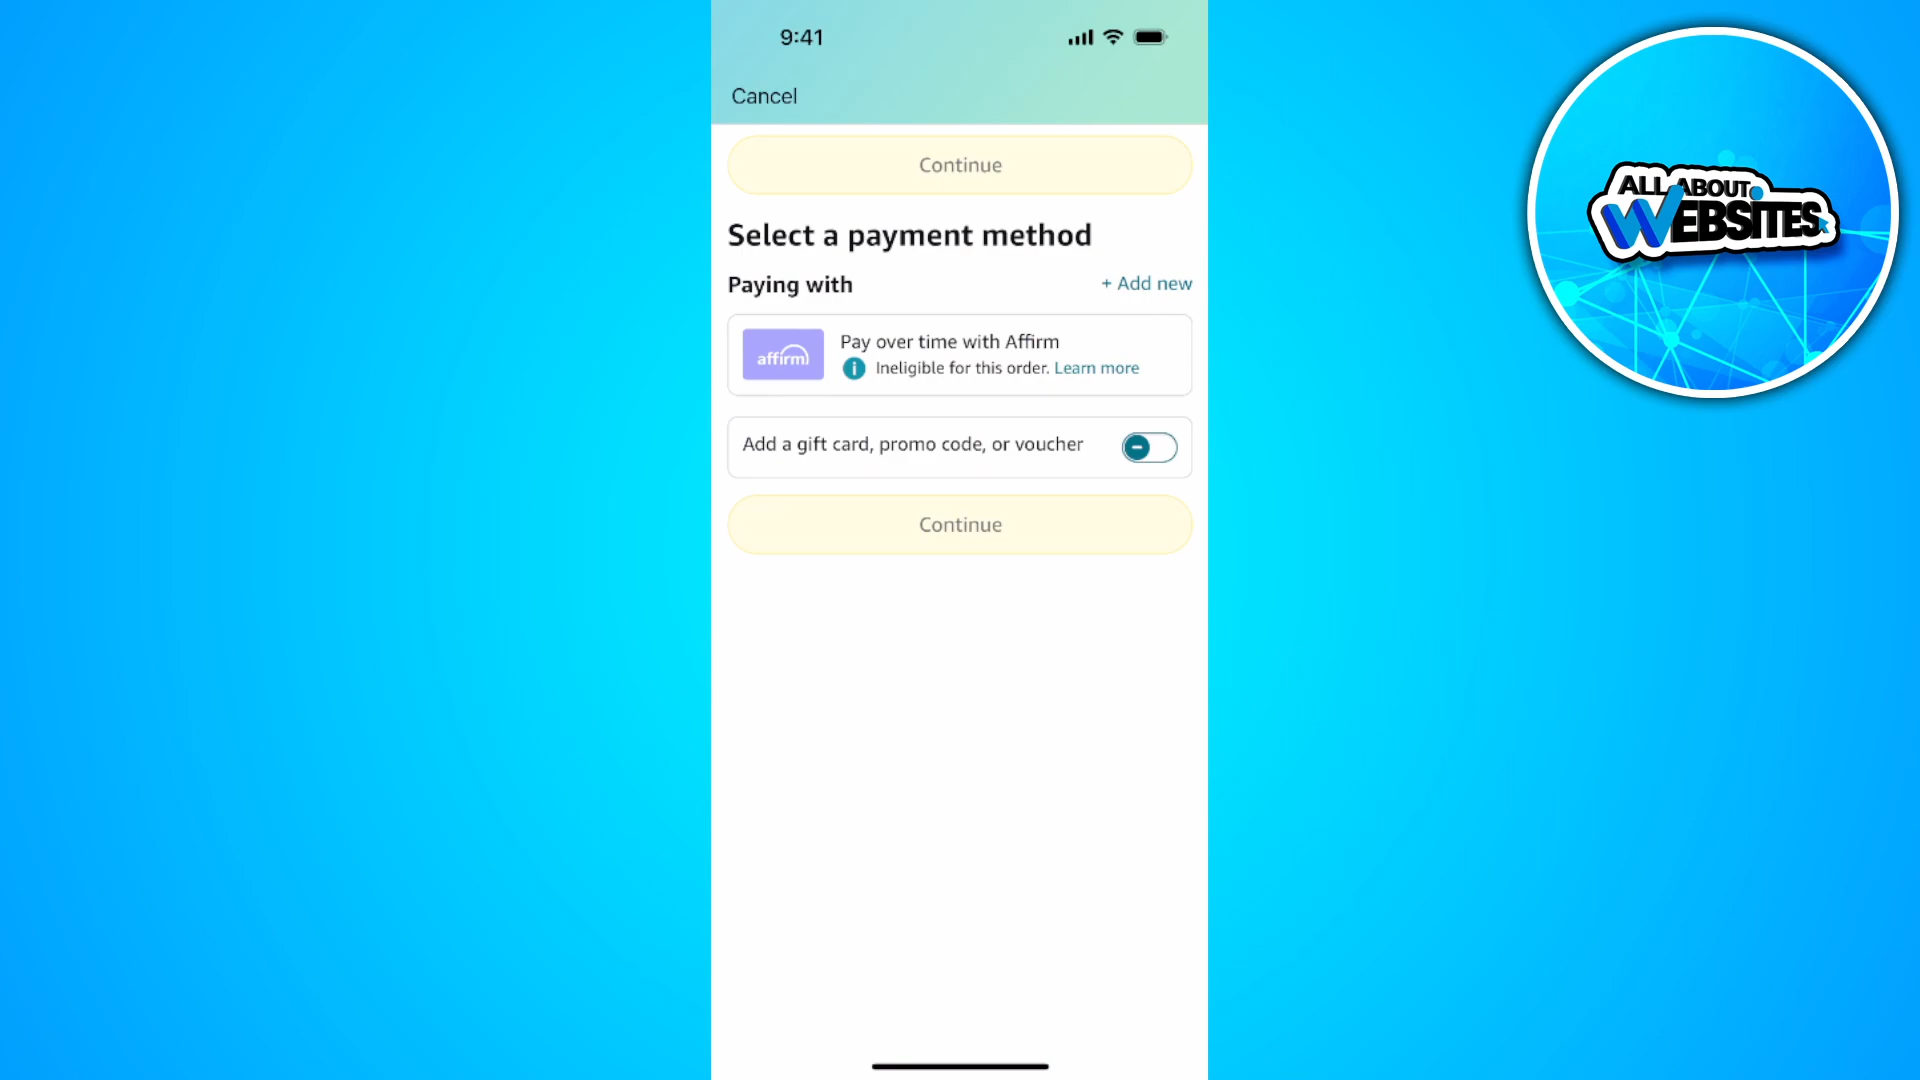 9:41
Cancel
Continue
Select a payment method
Paying with
+ Add new
affirm
Pay over time with Affirm
Ineligible for this order. Learn more
Add a gift card, promo code, or voucher
Continue
ALL ABOUT
WEBSITES